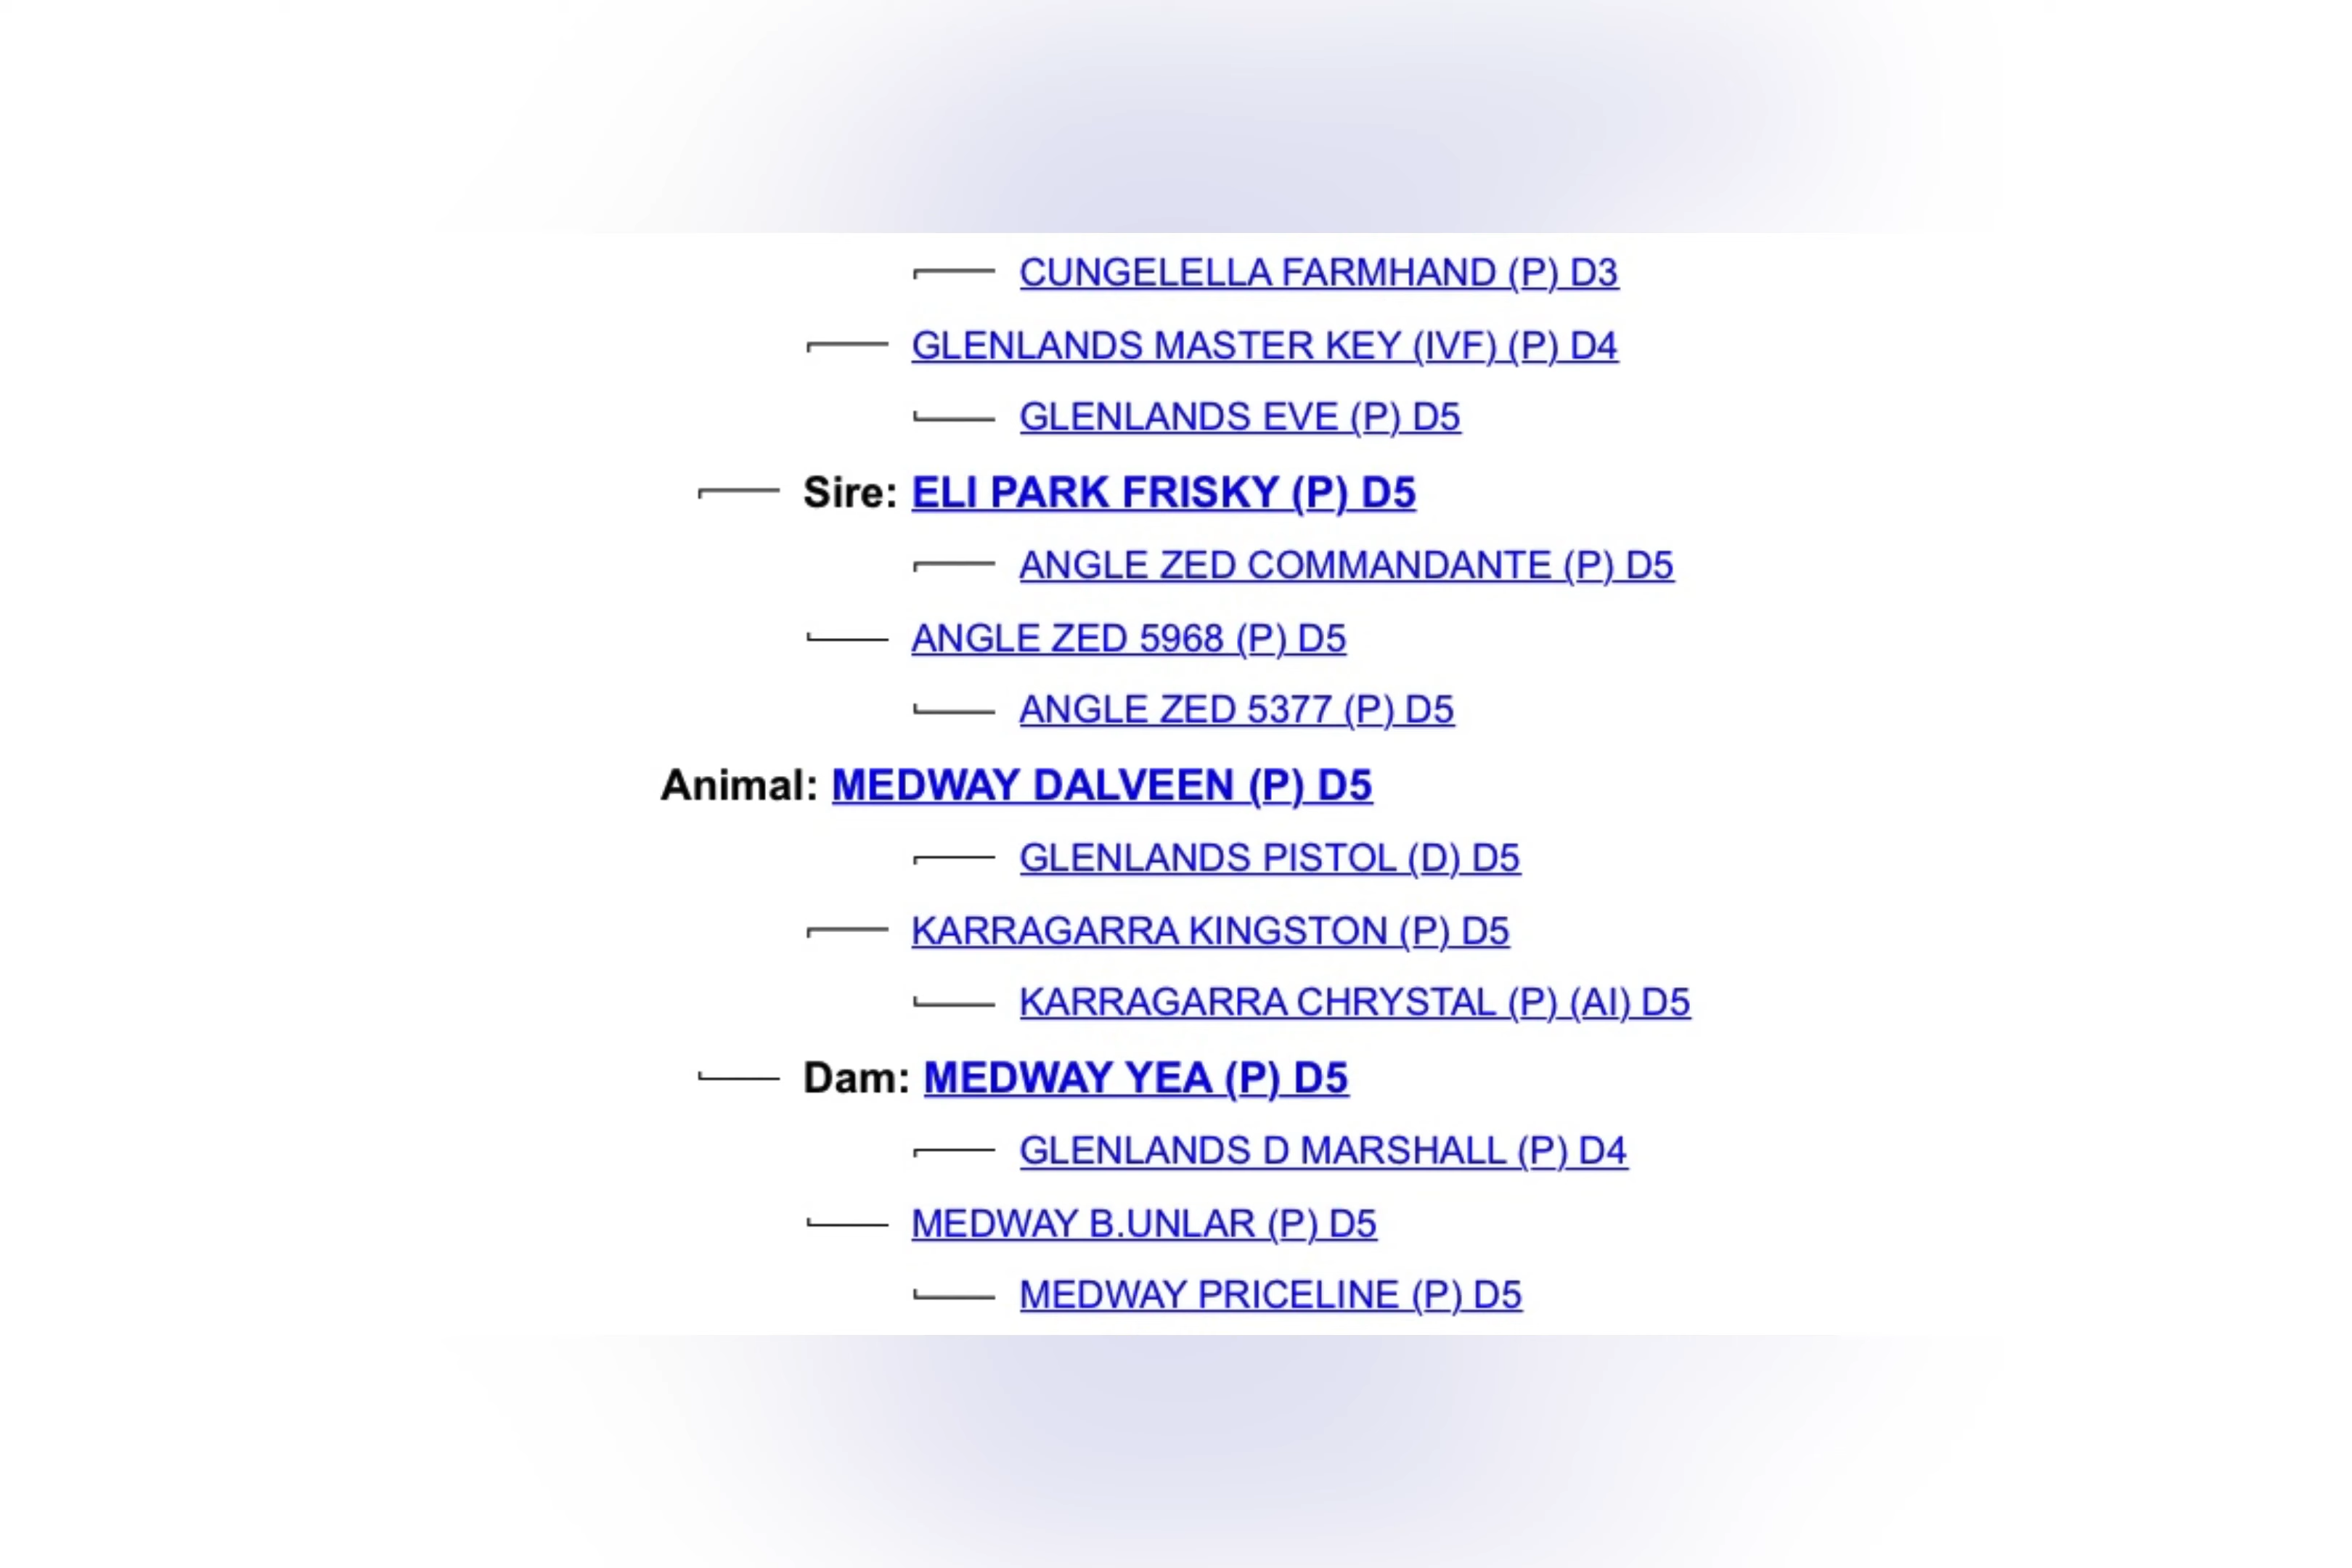 CUNGELELLA FARMHAND (P) D3
GLENLANDS MASTER KEY (IVF) (P) D4
GLENLANDS EVE (P) D5
Sire: ELI PARK FRISKY (P) D5
ANGLE ZED COMMANDANTE (P) D5
ANGLE ZED 5968 (P) D5
ANGLE ZED 5377 (P) D5
Animal: MEDWAY DALVEEN (P) D5
GLENLANDS PISTOL (D) D5
KARRAGARRA KINGSTON (P) D5
KARRAGARRA CHRYSTAL (P) (AI) D5
Dam: MEDWAY YEA (P) D5
GLENLANDS D MARSHALL (P) D4
MEDWAY B.UNLAR (P) D5
MEDWAY PRICELINE (P) D5